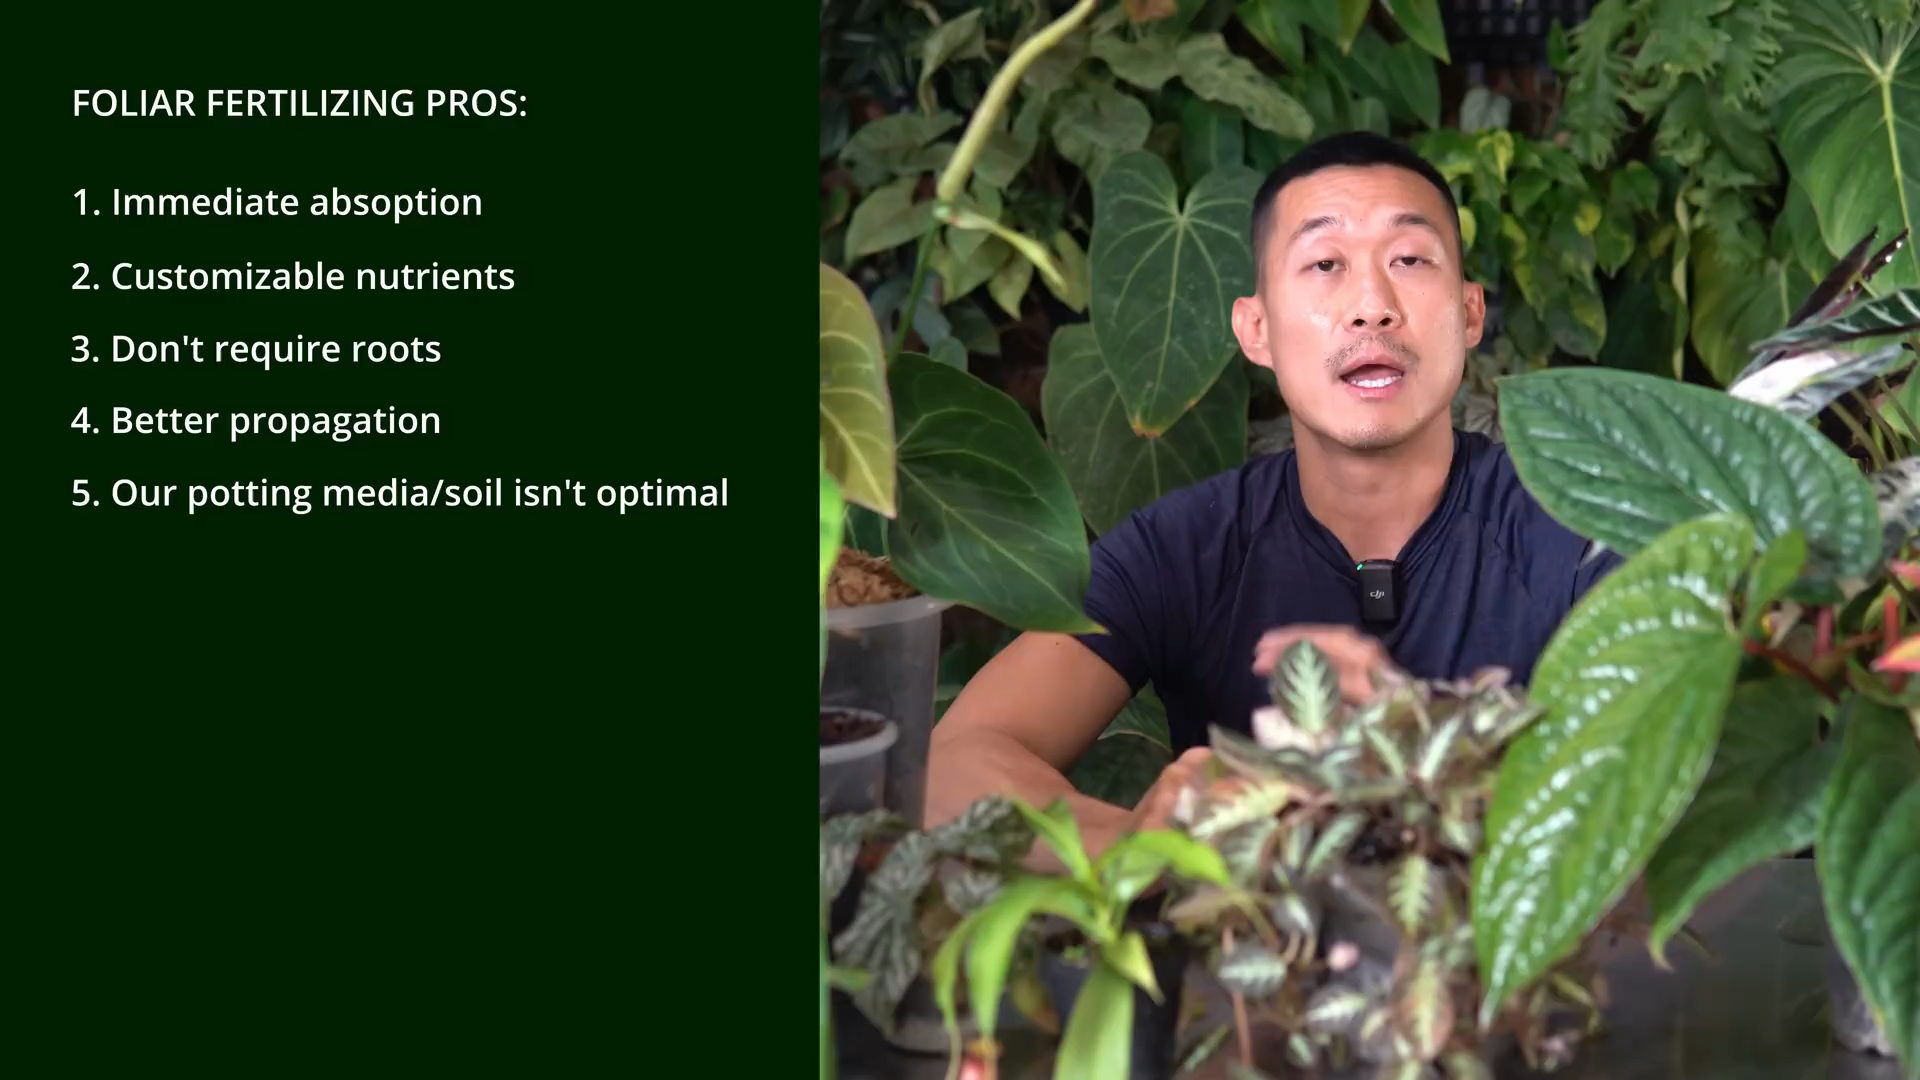 FOLIAR FERTILIZING PROS:
1. Immediate absoption
2. Customizable nutrients
3. Don't require roots
4. Better propagation
5. Our potting media/soil isn't optimal
dji